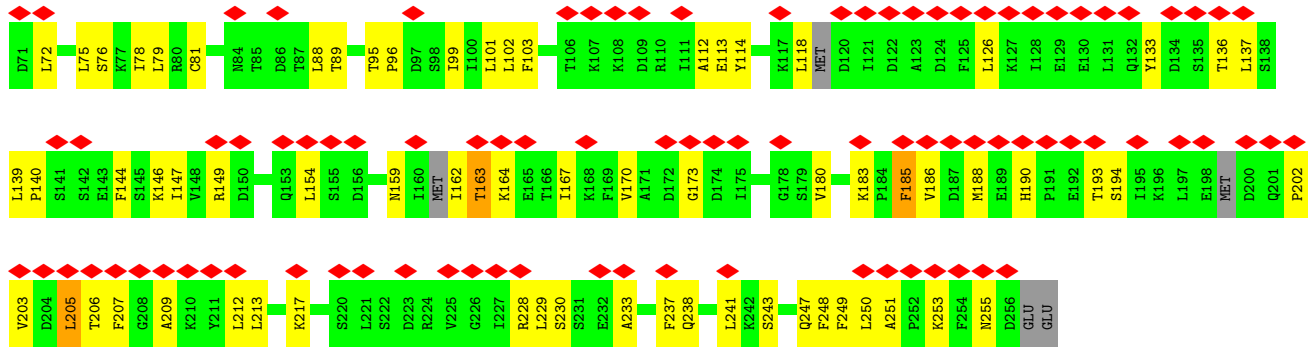 D71 L72 L75 S76 K77 I78 L79 R80 C81 N84 T85 D86 T87 L88 T89 T95 P96 D97 S98 I99 I100 L101 L102 F103 T106 K107 K108 D109 R110 I111 A112 E113 Y114 K117 L118 MET D120 I121 D122 A123 D124 F125 L126 K127 I128 E129 E130 L131 Q132 Y133 D134 S135 T136 L137 S138
L139 P140 S141 S142 E143 F144 S145 K146 I147 V148 R149 D150 Q153 L154 S155 D156 N159 I160 MET I162 T163 K164 E165 T166 I167 K168 F169 V170 A171 D172 G173 D174 I175 G178 S179 V180 K183 P184 F185 V186 D187 M188 E189 H190 P191 E192 T193 S194 I195 K196 L197 E198 MET D200 Q201 P202
V203 D204 L205 T206 F207 G208 A209 K210 Y211 L212 L213 K217 S220 L221 S222 D223 R224 V225 G226 I227 R228 L229 S230 S231 E232 A233 F237 Q238 L241 K242 S243 Q247 F248 F249 L250 A251 P252 K253 F254 N255 D256 GLU GLU